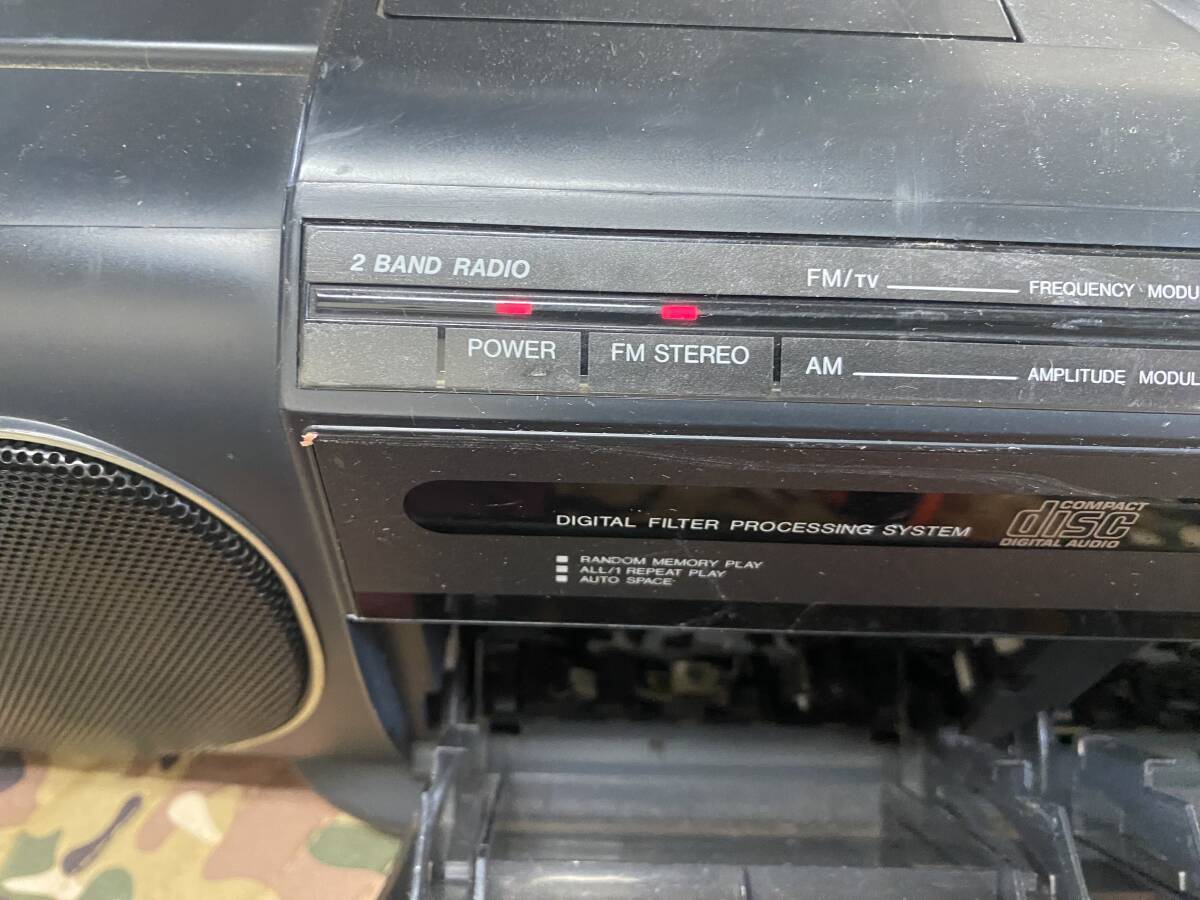 2 BAND RADIO
FM/TV FREQUENCY MODU
POWER
FM STEREO
AM AMPLITUDE MODUL
DIGITAL FILTER PROCESSING SYSTEM
COMPACT
disc
DIGITAL AUDIO
RANDOM MEMORY PLAY
ALL/1 REPEAT PLAY
AUTO SPACE